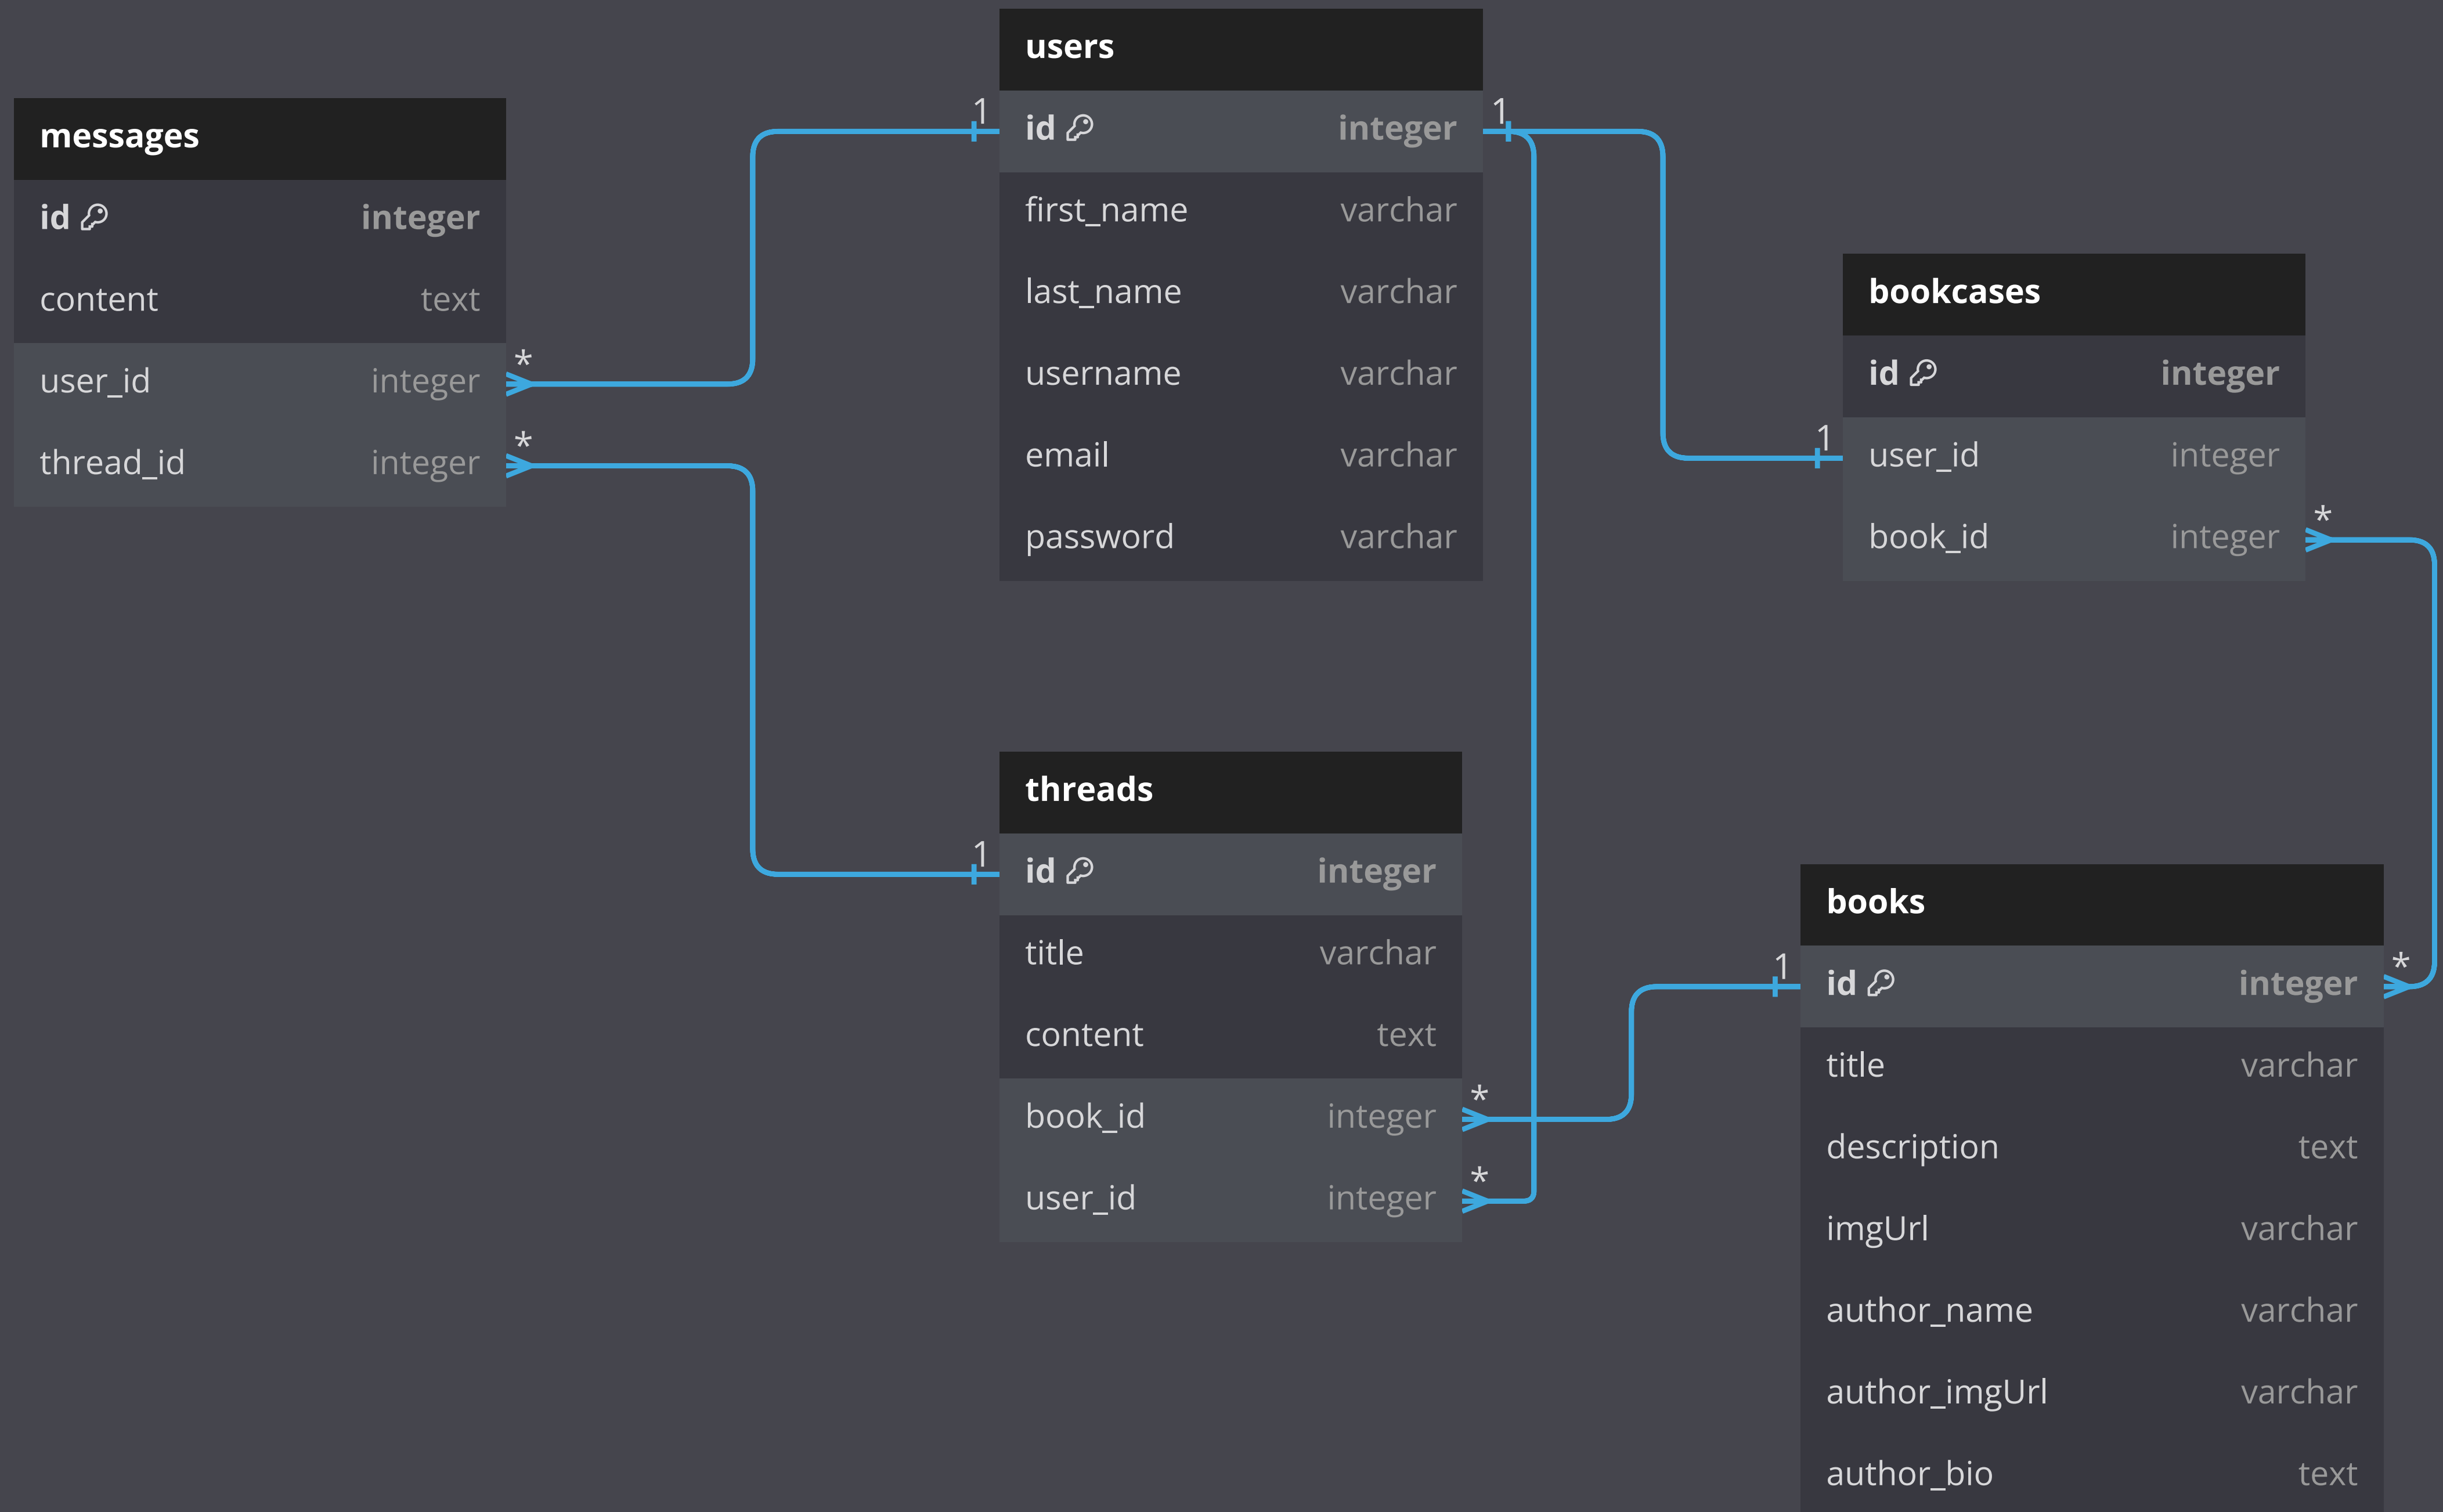 messages
id integer
content text
user_id integer
*
thread_id integer
*
users
1
id integer
1
first_name varchar
last_name varchar
username varchar
email varchar
password varchar
bookcases
id integer
1
user_id integer
book_id integer
*
threads
1
id integer
title varchar
content text
book_id integer
*
user_id integer
*
books
1
id integer
*
title varchar
description text
imgUrl varchar
author_name varchar
author_imgUrl varchar
author_bio text